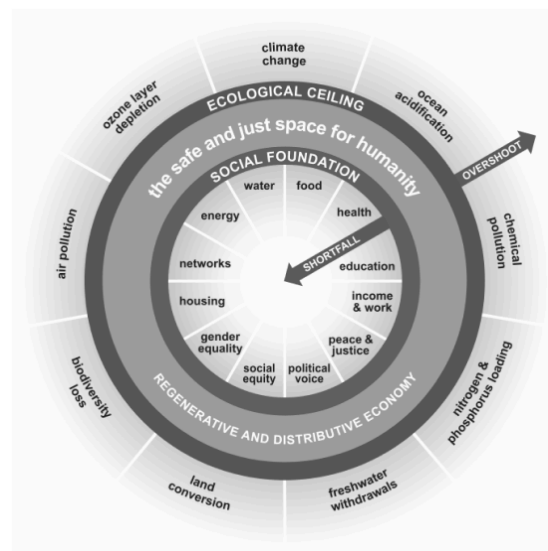 climate
change
ozone layer
depletion
ocean
acidification
ECOLOGICAL CEILING
the safe and just space for humanity
SOCIAL FOUNDATION
OVERSHOOT
water
food
energy
health
SHORTFALL
air pollution
chemical
pollution
networks
education
housing
income
& work
gender
equality
peace &
justice
social
equity
political
voice
biodiversity
loss
nitrogen &
phosphorus loading
REGENERATIVE AND DISTRIBUTIVE ECONOMY
land
conversion
freshwater
withdrawals